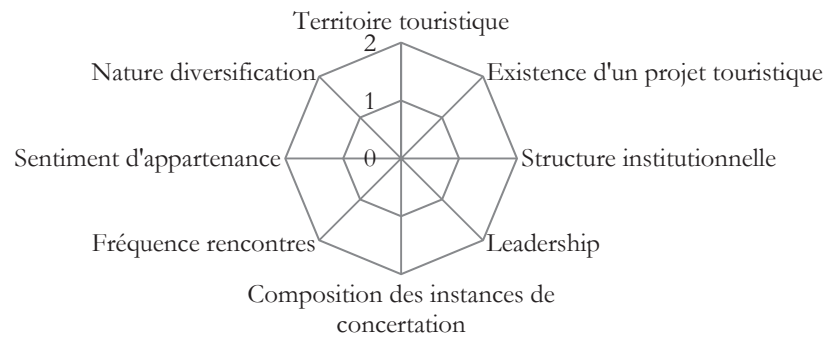 Territoire touristique
2
Nature diversification
Existence d'un projet touristique
1
Sentiment d'appartenance
0
Structure institutionnelle
Fréquence rencontres
Leadership
Composition des instances de
concertation